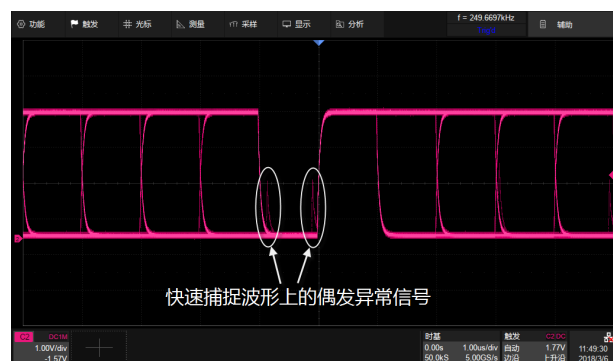 功能 触发 光标 测量 采样 显示 分析 f = 249.6697kHz 辅助
快速捕捉波形上的偶发异常信号
C2 DC1M 时基 触发 C2 DC
1.00V/div 0.00s 1.00us/div 自动 1.77V 11:49:30
-1.57V 50.0kS 5.00GS/s 边沿 上升沿 2018/3/6